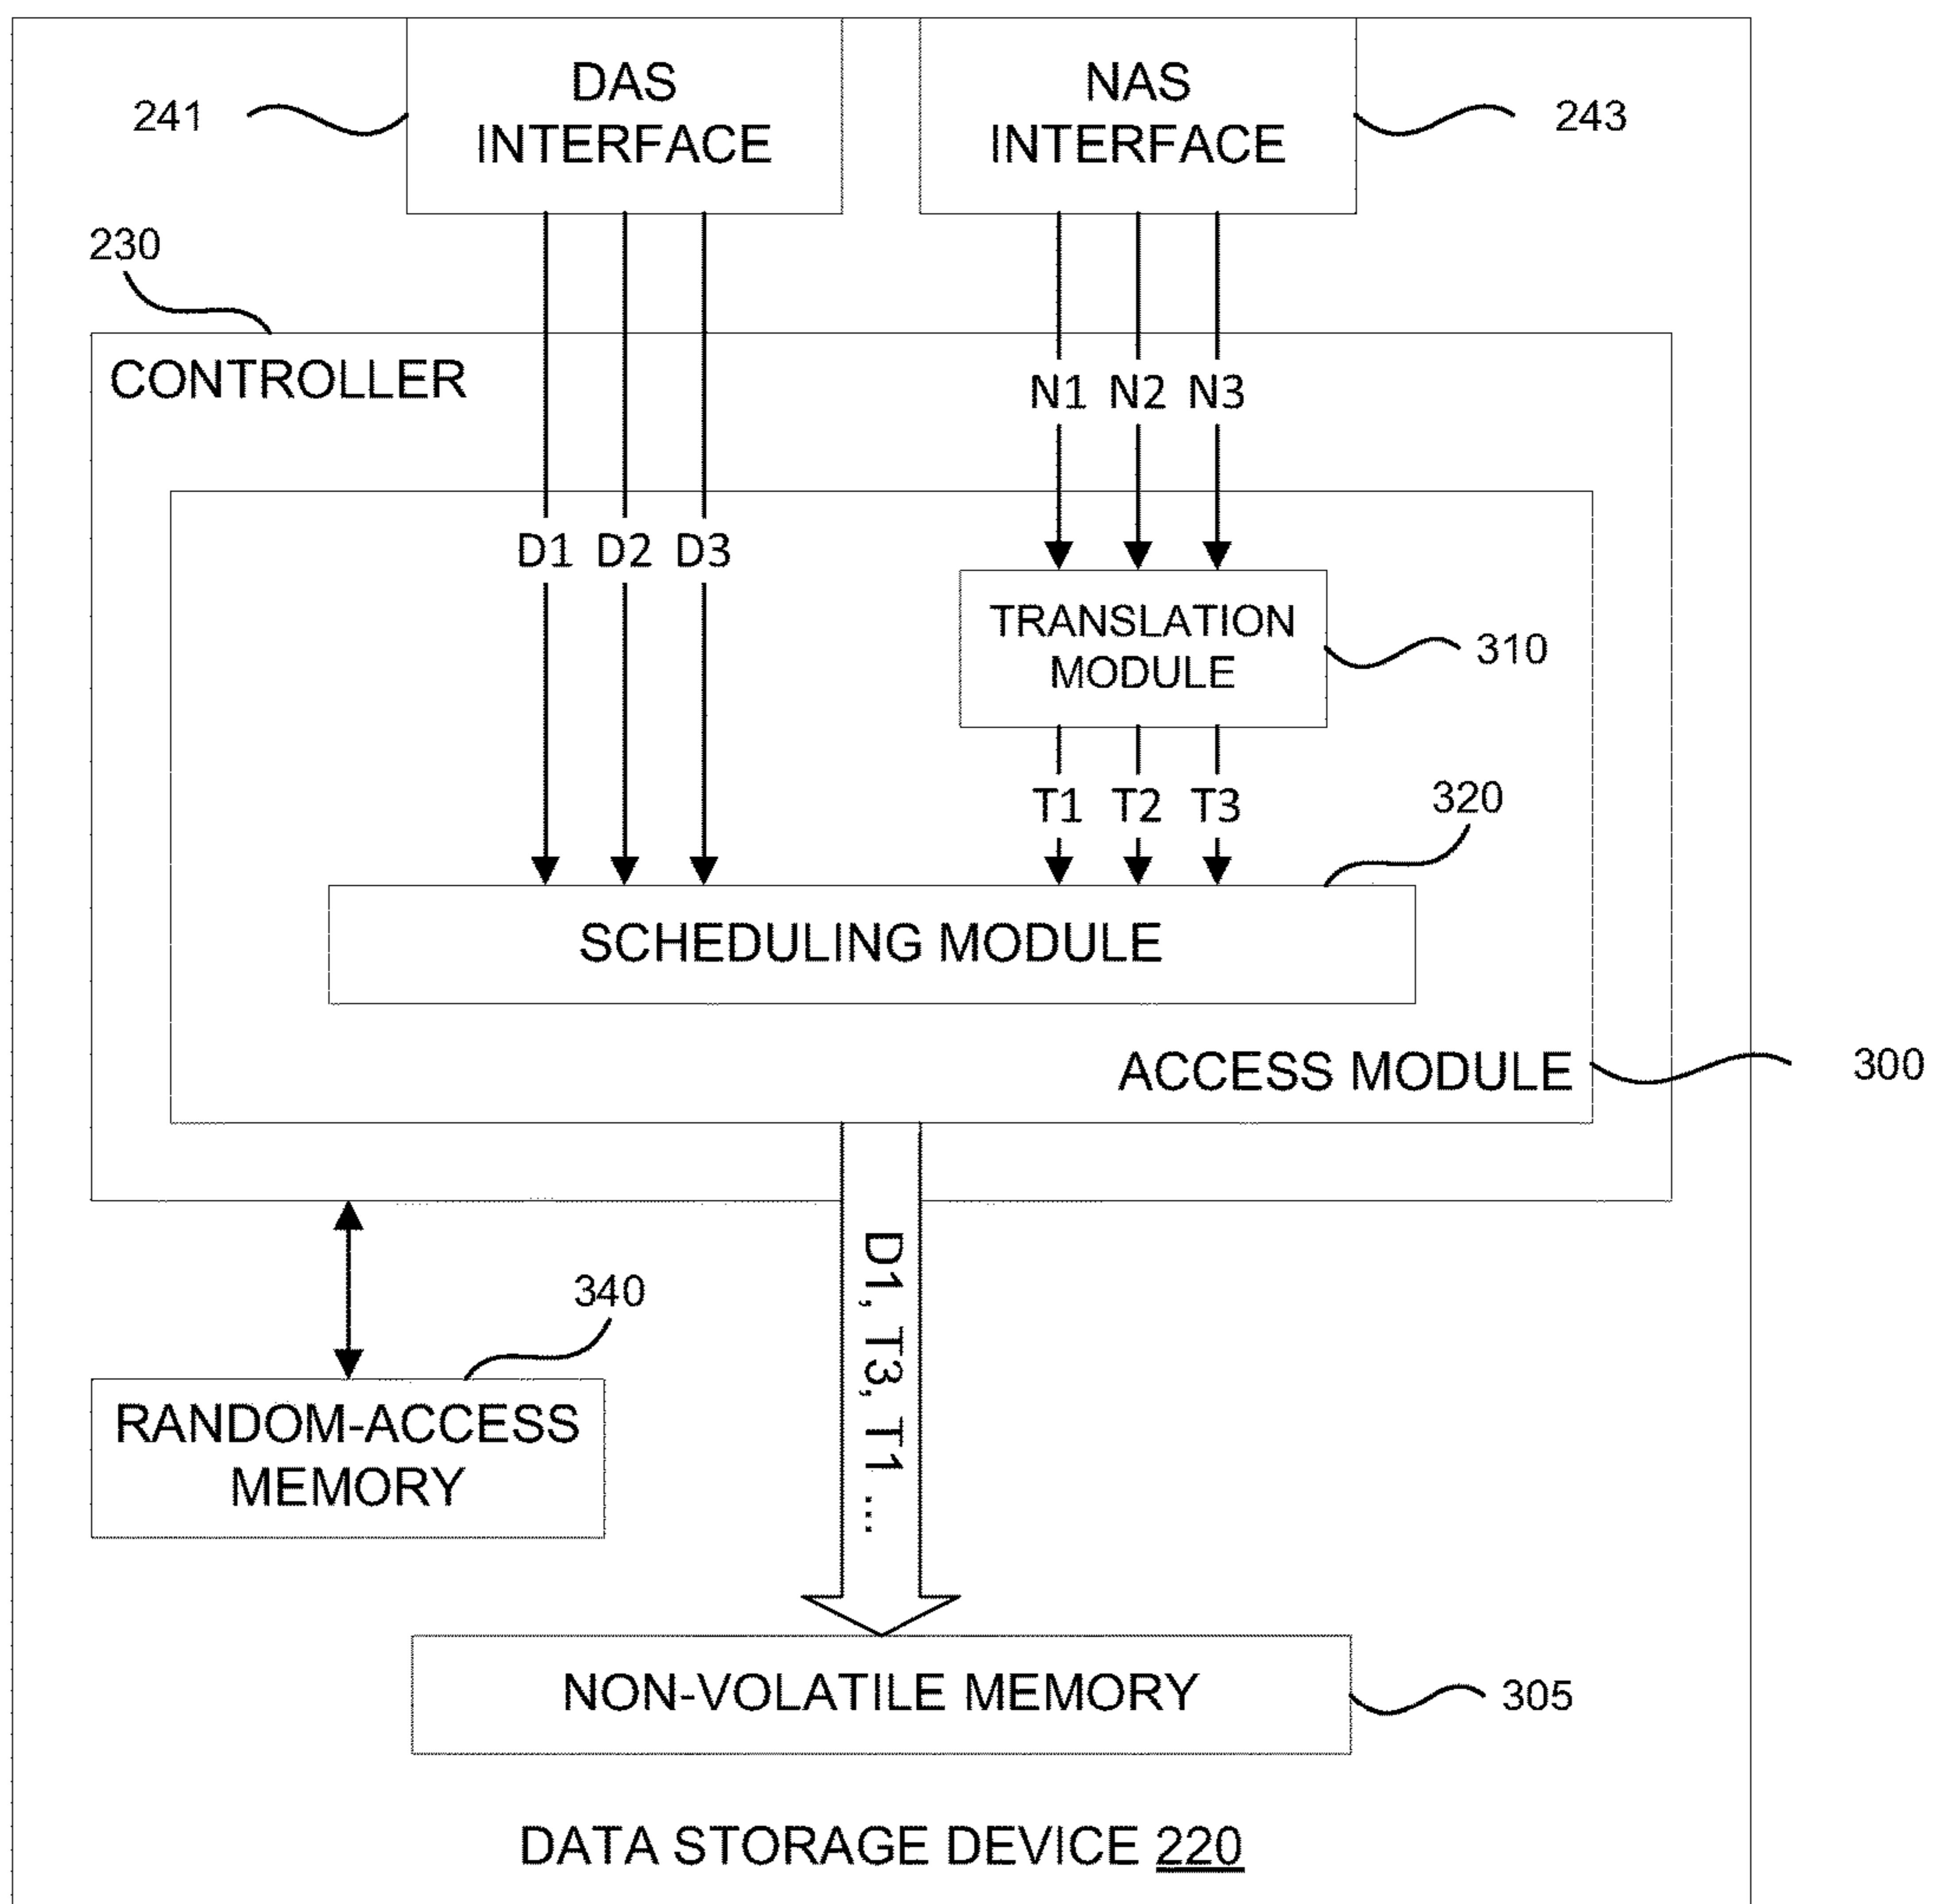 DAS
INTERFACE
NAS
INTERFACE
241
243
230
CONTROLLER
N1 N2 N3
D1 D2 D3
TRANSLATION
MODULE
310
T1 T2 T3
320
SCHEDULING MODULE
ACCESS MODULE
300
D1, T3, T1 ...
340
RANDOM-ACCESS
MEMORY
NON-VOLATILE MEMORY
305
DATA STORAGE DEVICE 220